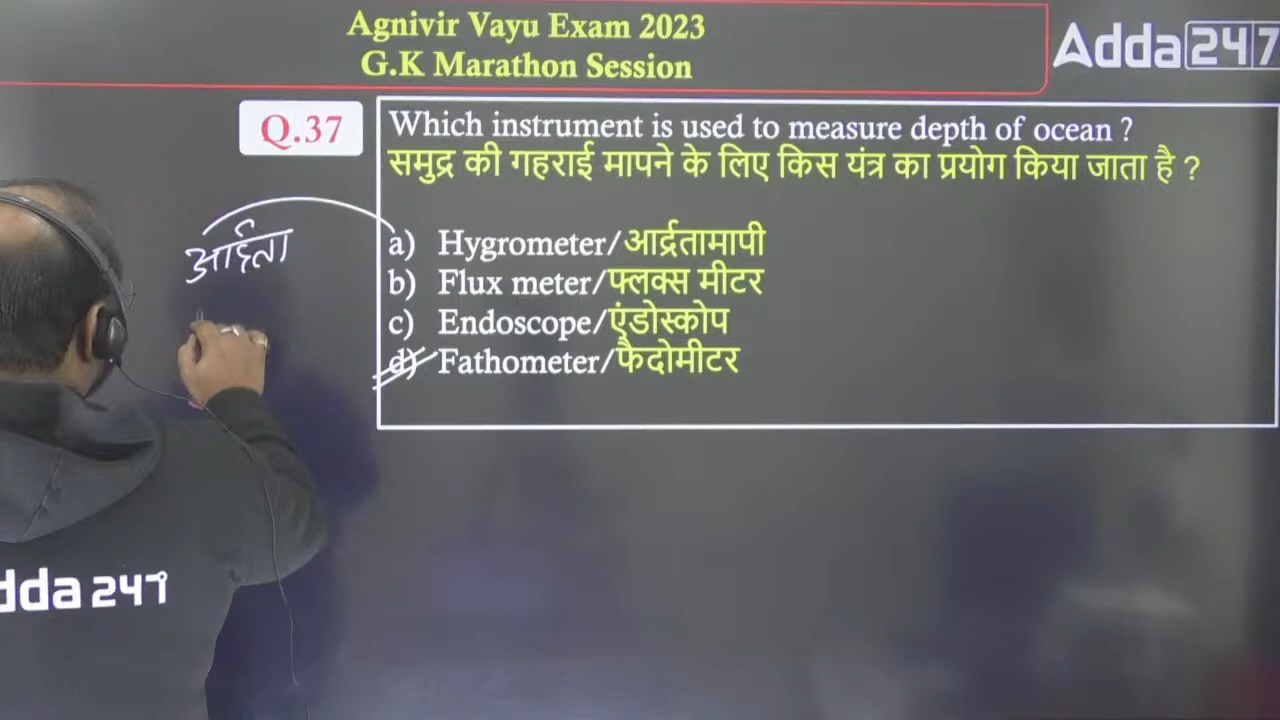 Agnivir Vayu Exam 2023
G.K Marathon Session
Adda247
Q.37
Which instrument is used to measure depth of ocean ?
समुद्र की गहराई मापने के लिए किस यंत्र का प्रयोग किया जाता है ?
आर्द्रता
a) Hygrometer/आर्द्रतामापी
b) Flux meter/फ्लक्स मीटर
c) Endoscope/एंडोस्कोप
d) Fathometer/फैदोमीटर
dda 247